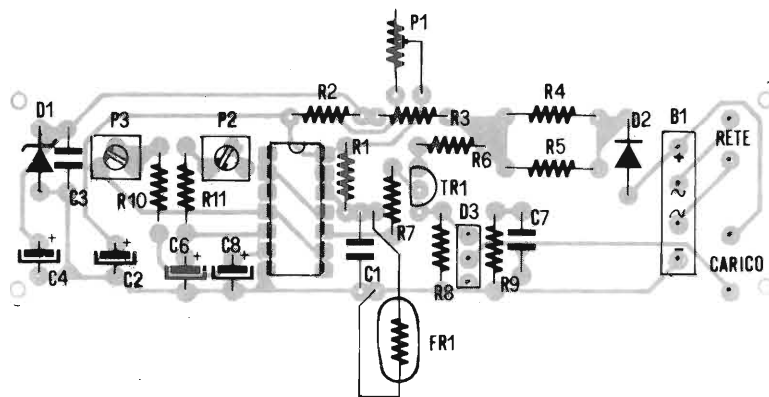 P1
R2
R3
R4
D1
P3
P2
D2
B1
RETE
R1
R6
R5
+
~
~
-
C3
R10
R11
TR1
R7
D3
C7
+
C4
+
C2
C6
+
C8
+
C1
R8
R9
CARICO
FR1